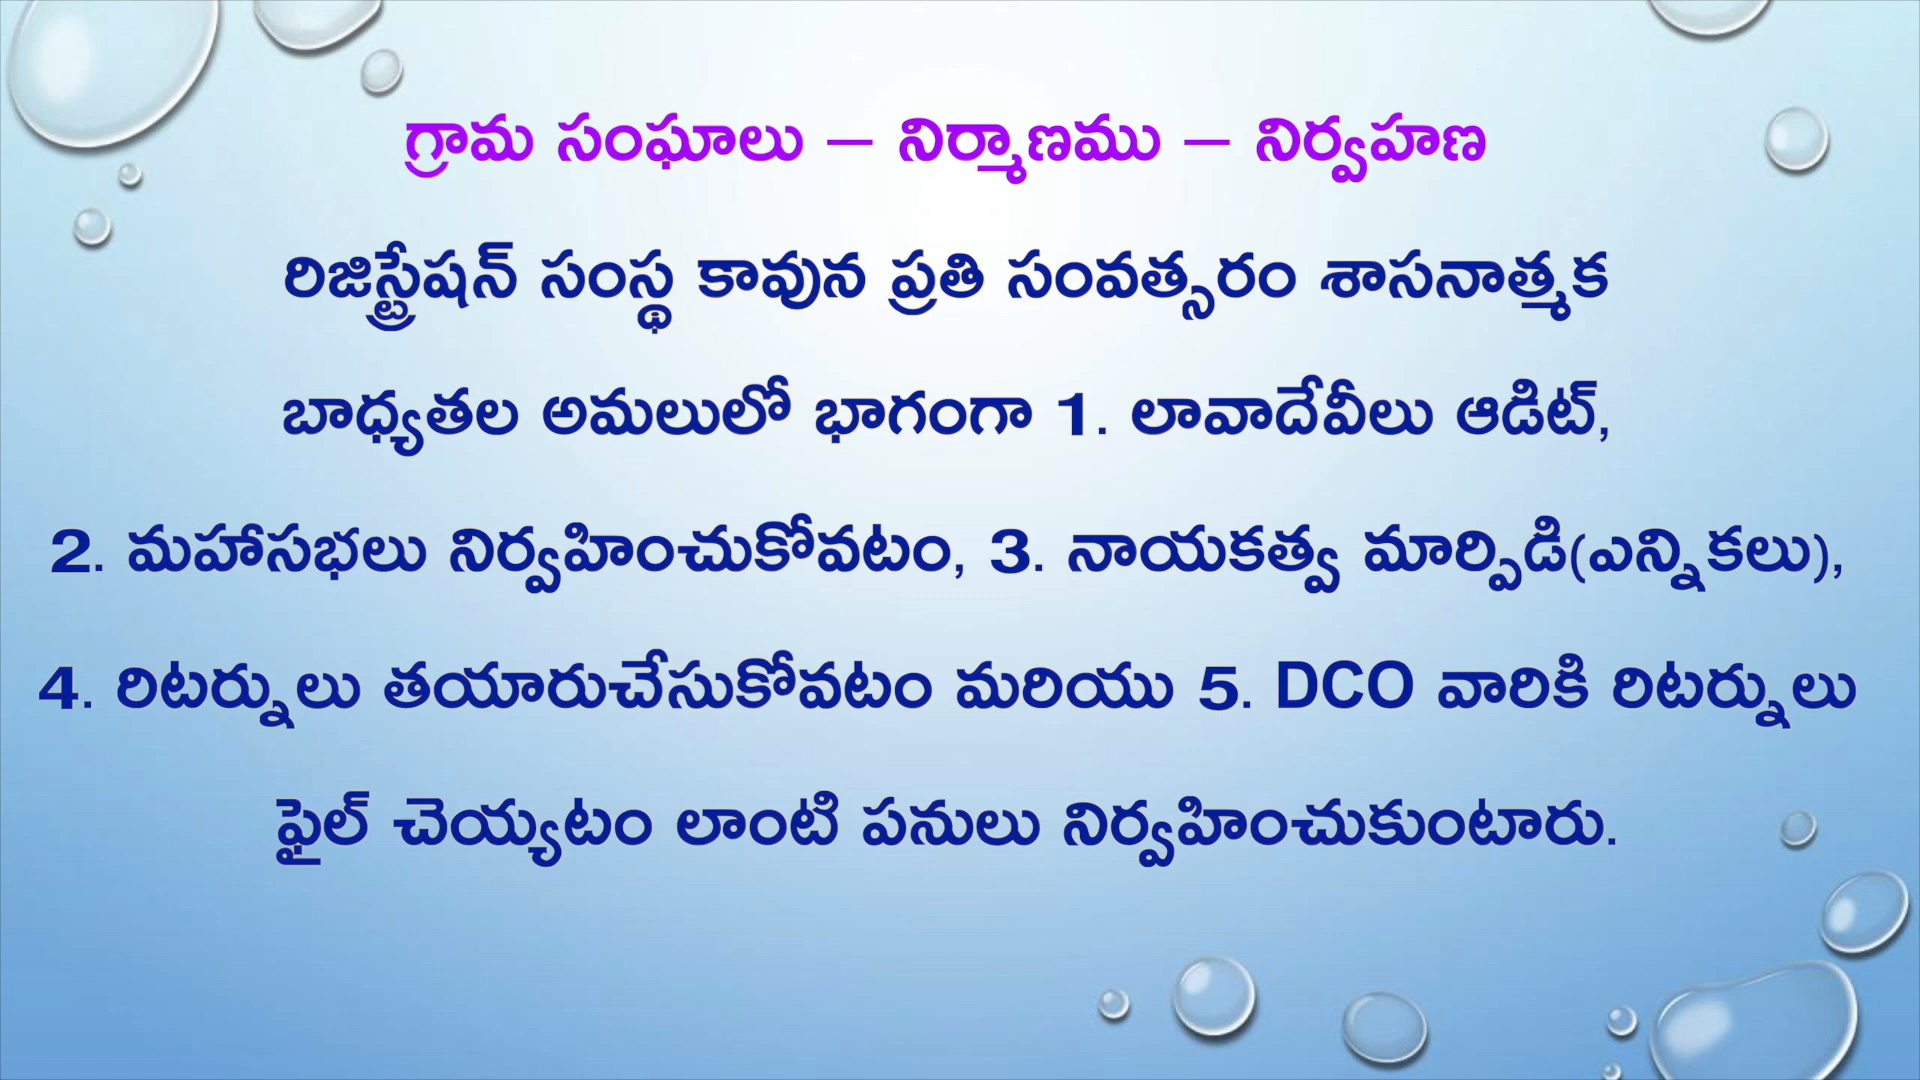 గ్రామ సంఘాలు – నిర్మాణము – నిర్వహణ
రిజిస్ట్రేషన్ సంస్థ కావున ప్రతి సంవత్సరం శాసనాత్మక
బాధ్యతల అమలులో భాగంగా 1. లావాదేవీలు ఆడిట్,
2. మహాసభలు నిర్వహించుకోవటం, 3. నాయకత్వ మార్పిడి(ఎన్నికలు),
4. రిటర్నులు తయారుచేసుకోవటం మరియు 5. DCO వారికి రిటర్నులు
ఫైల్ చెయ్యటం లాంటి పనులు నిర్వహించుకుంటారు.